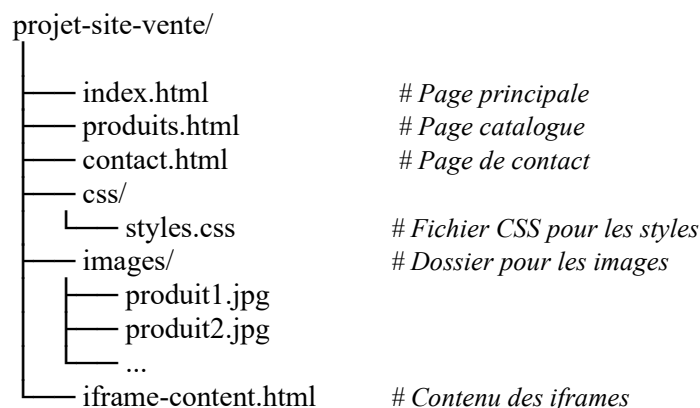 projet-site-vente/
index.html # Page principale
produits.html # Page catalogue
contact.html # Page de contact
css/
styles.css # Fichier CSS pour les styles
images/ # Dossier pour les images
produit1.jpg
produit2.jpg
...
iframe-content.html # Contenu des iframes